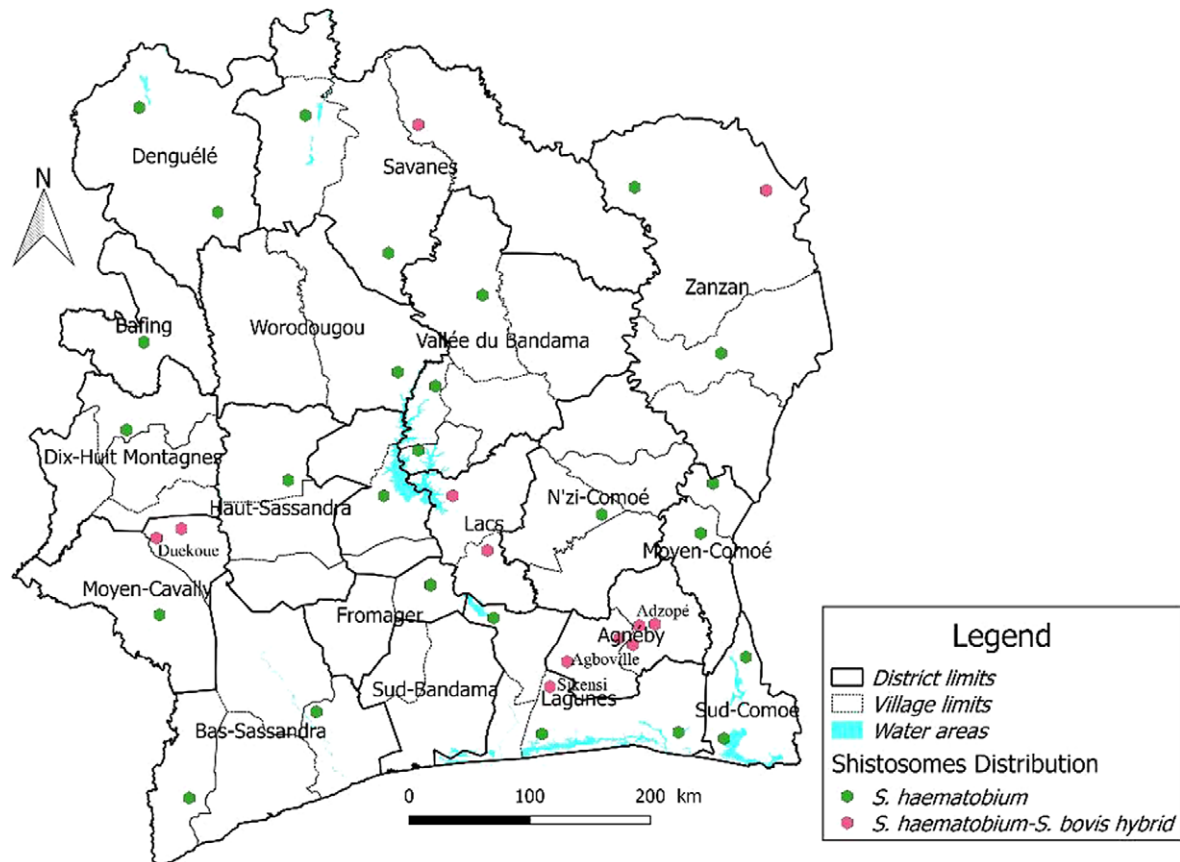 Denguélé
Savanes
N
Zanzan
Bafing
Worodougou
Vallée du Bandama
Dix-Huit Montagnes
Haut-Sassandra
N'zi-Comoé
Lacs
Duekoue
Moyen-Comoé
Moyen-Cavally
Fromager
Adzopé
Agneby
Agboville
Sikensi
Lagunes
Sud-Bandama
Sud-Comoé
Bas-Sassandra
0 100 200 km
Legend
District limits
Village limits
Water areas
Shistosomes Distribution
S. haematobium
S. haematobium-S. bovis hybrid